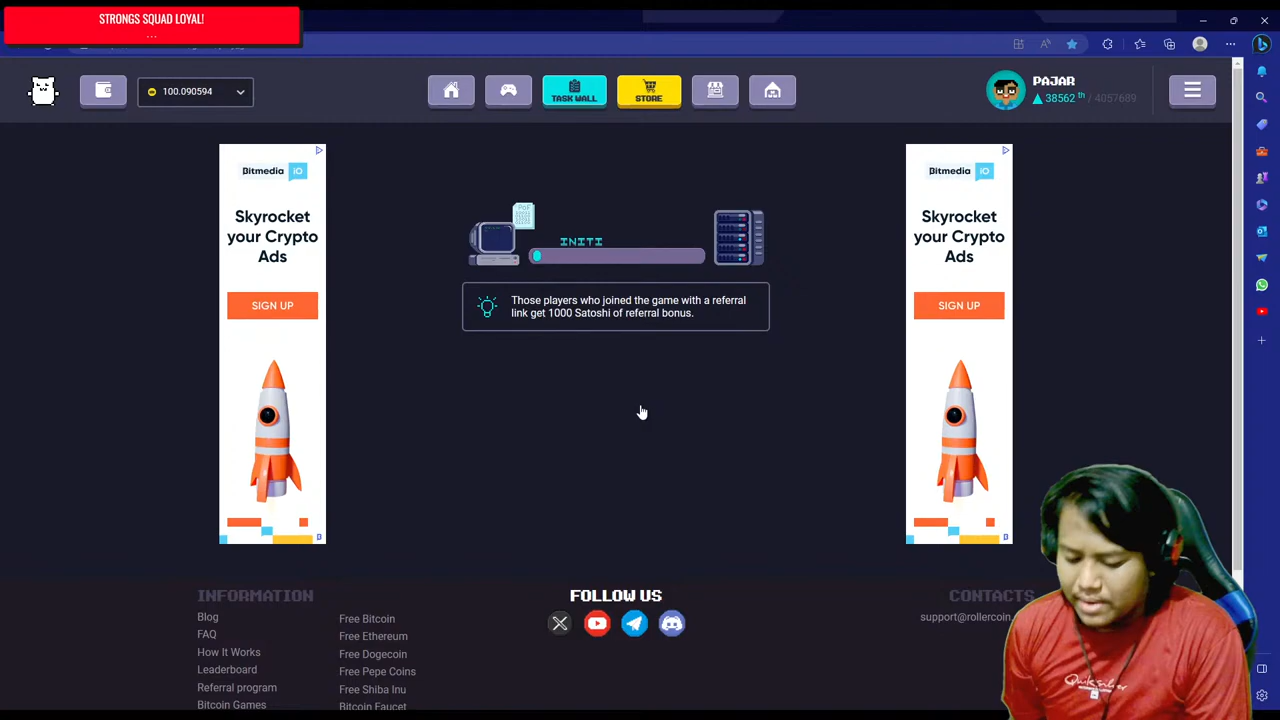 STRONGS SQUAD LOYAL!
...
100.090594
TASK WALL
STORE
PAJAR
38562 th / 4057689
Bitmedia IO
Skyrocket
your Crypto
Ads
SIGN UP
PoF
INITI
Those players who joined the game with a referral
link get 1000 Satoshi of referral bonus.
Bitmedia IO
Skyrocket
your Crypto
Ads
SIGN UP
INFORMATION
Blog
FAQ
How It Works
Leaderboard
Referral program
Bitcoin Games
Free Bitcoin
Free Ethereum
Free Dogecoin
Free Pepe Coins
Free Shiba Inu
Bitcoin Faucet
FOLLOW US
CONTACTS
support@rollercoin.
Quiksilver